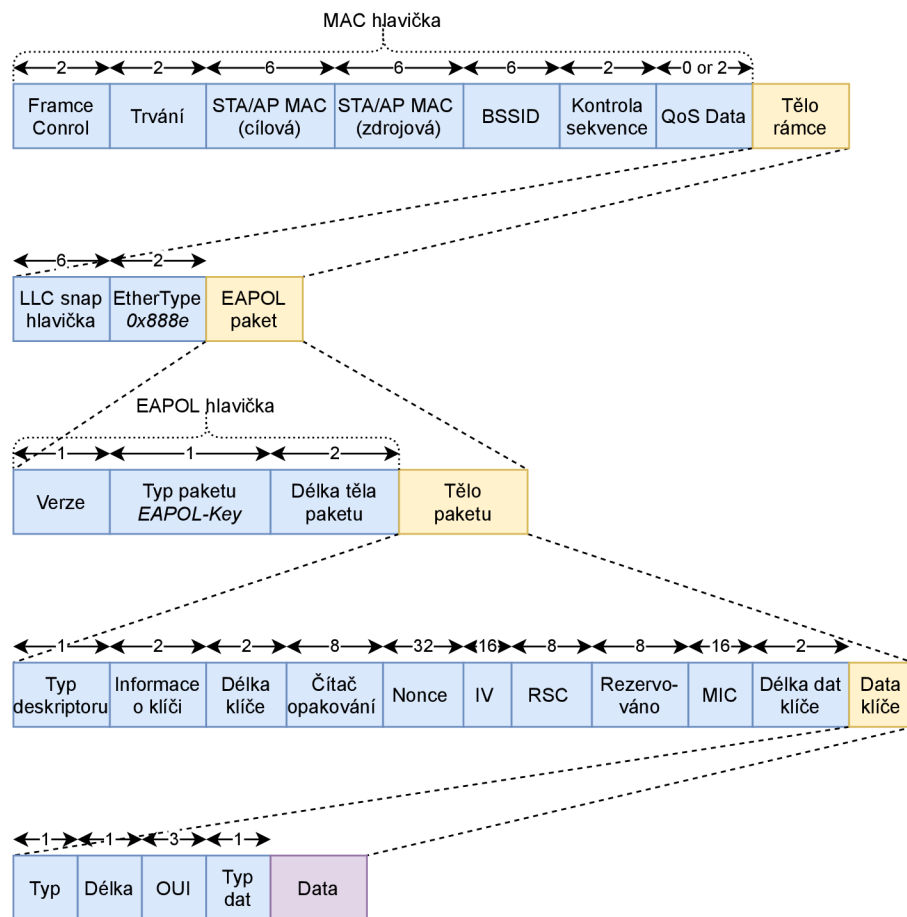 MAC hlavička
2 2 6 6 6 2 0 or 2
Framce
Conrol
Trvání
STA/AP MAC
(cílová)
STA/AP MAC
(zdrojová)
BSSID
Kontrola
sekvence
QoS Data
Tělo
rámce
6 2
LLC snap
hlavička
EtherType
0x888e
EAPOL
paket
EAPOL hlavička
1 1 2
Verze
Typ paketu
EAPOL-Key
Délka těla
paketu
Tělo
paketu
1 2 2 8 32 16 8 8 16 2
Typ
deskriptoru
Informace
o klíči
Délka
klíče
Čítač
opakování
Nonce
IV
RSC
Rezervo-
vováno
MIC
Délka dat
klíče
Data
klíče
1 1 3 1
Typ
Délka
OUI
Typ
dat
Data